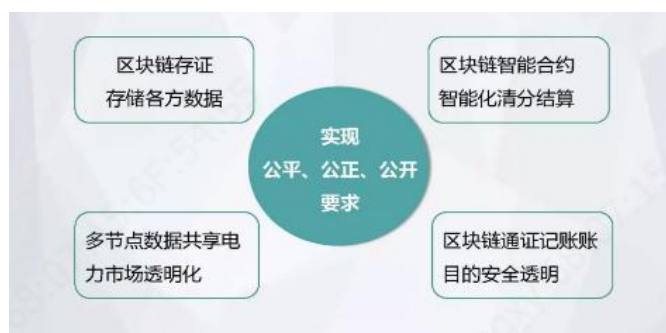 区块链存证
存储各方数据
区块链智能合约
智能化清分结算
实现
公平、公正、公开
要求
多节点数据共享电
力市场透明化
区块链通证记账账
目的安全透明